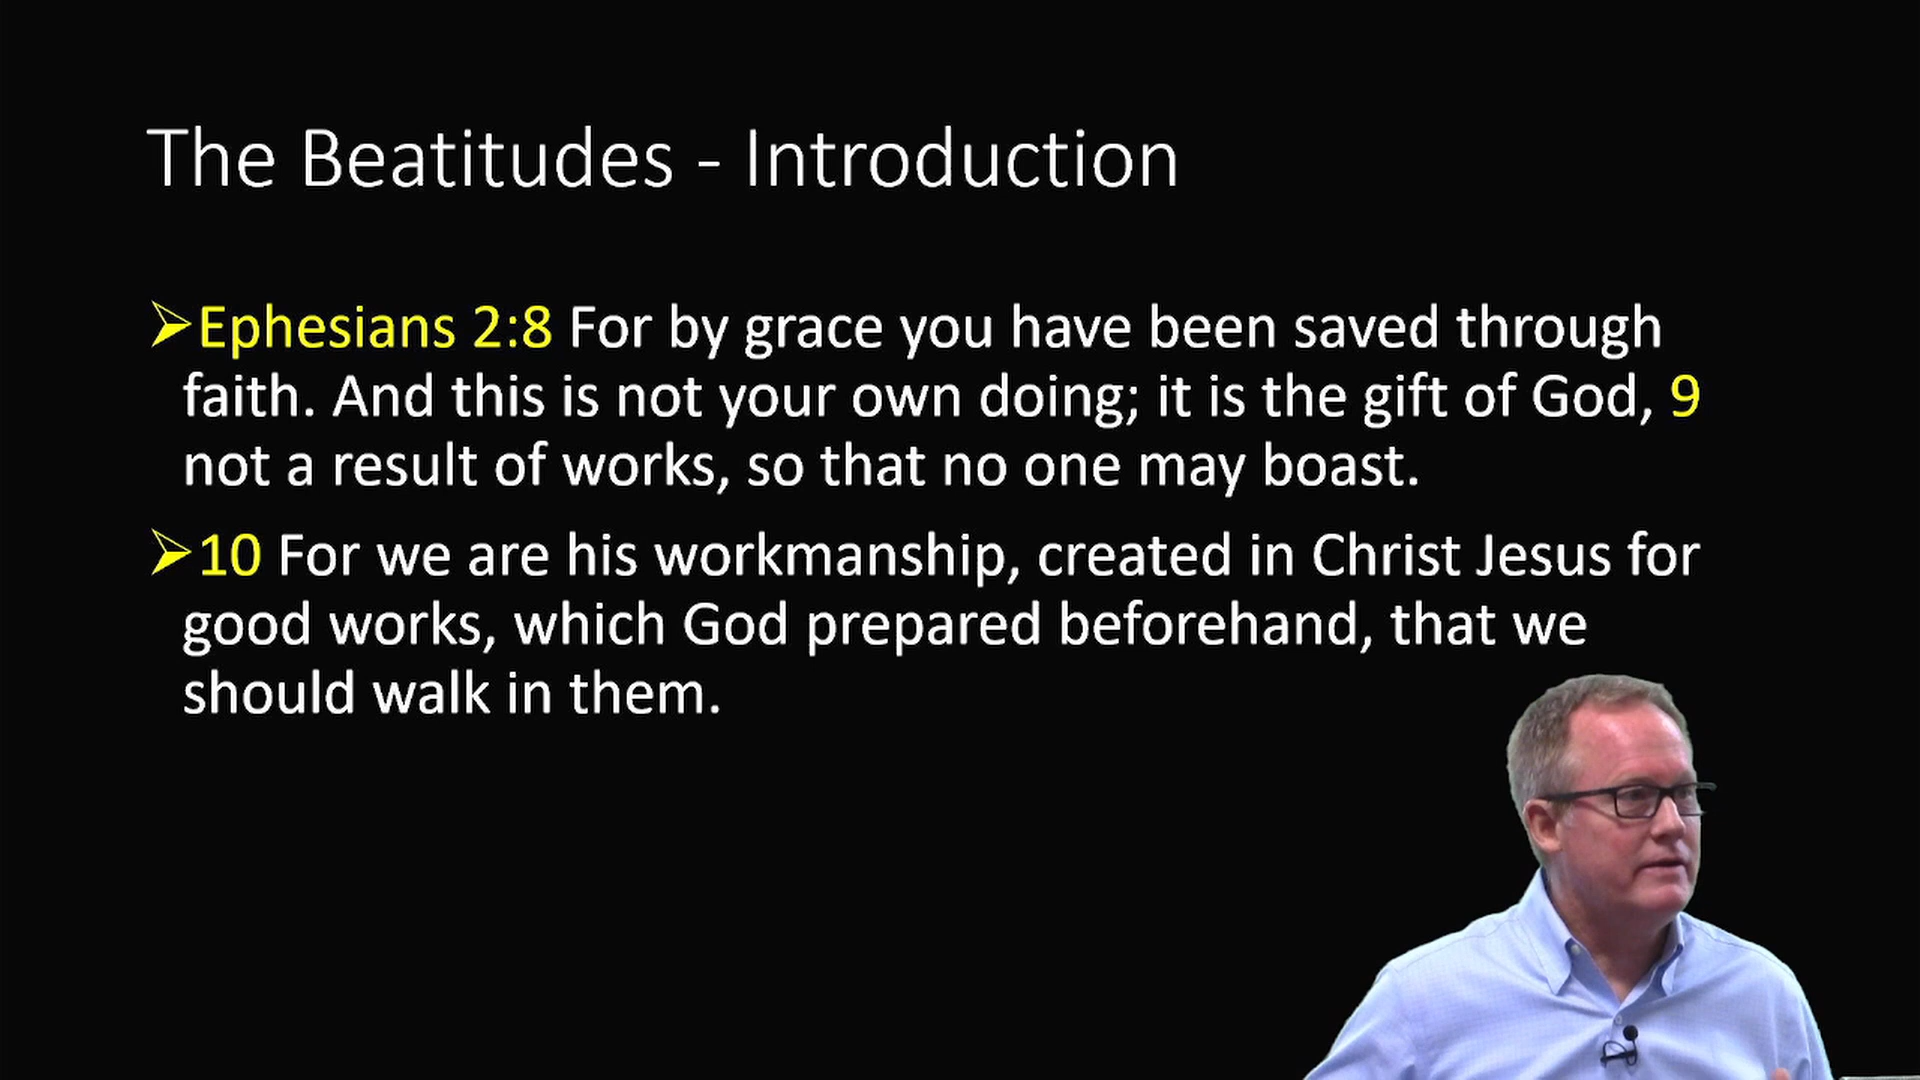 The Beatitudes - Introduction
➢Ephesians 2:8 For by grace you have been saved through
faith. And this is not your own doing; it is the gift of God, 9
not a result of works, so that no one may boast.
➢10 For we are his workmanship, created in Christ Jesus for
good works, which God prepared beforehand, that we
should walk in them.